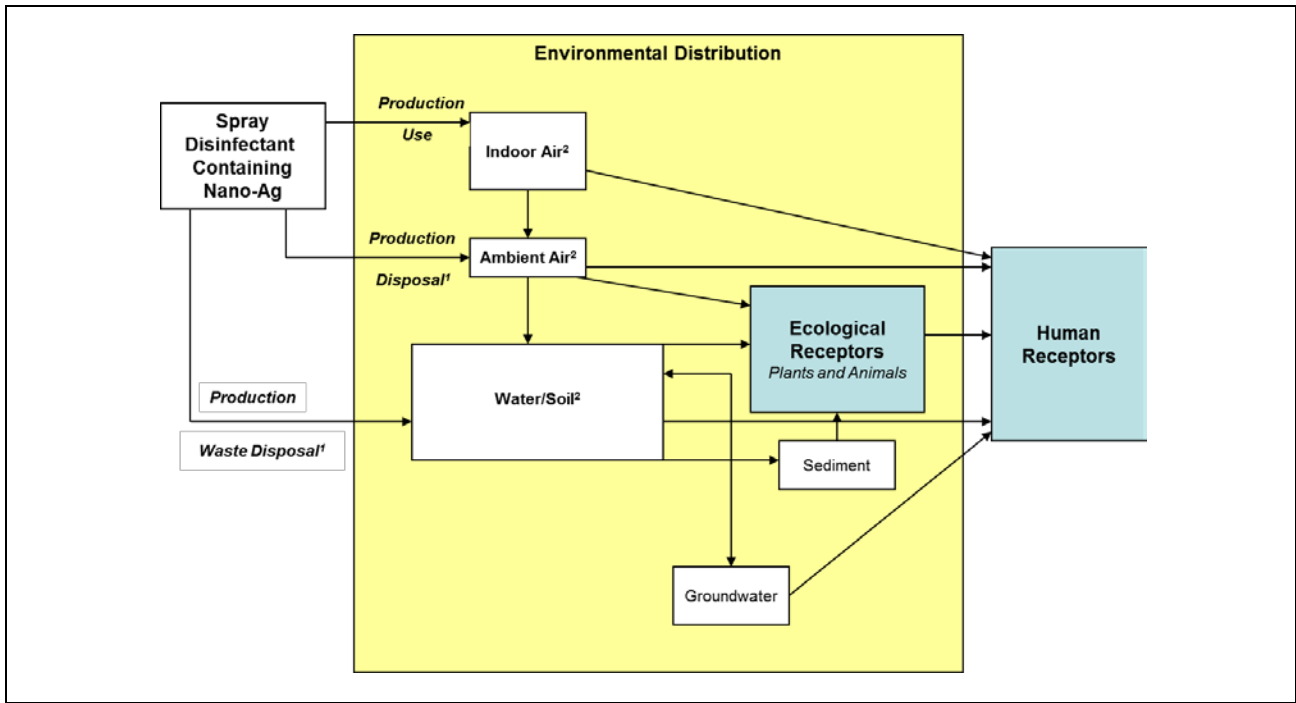 Environmental Distribution
Spray
Disinfectant
Containing
Nano-Ag
Production
Use
Indoor Air²
Production
Disposal¹
Ambient Air²
Ecological
Receptors
Plants and Animals
Human
Receptors
Production
Waste Disposal¹
Water/Soil²
Sediment
Groundwater